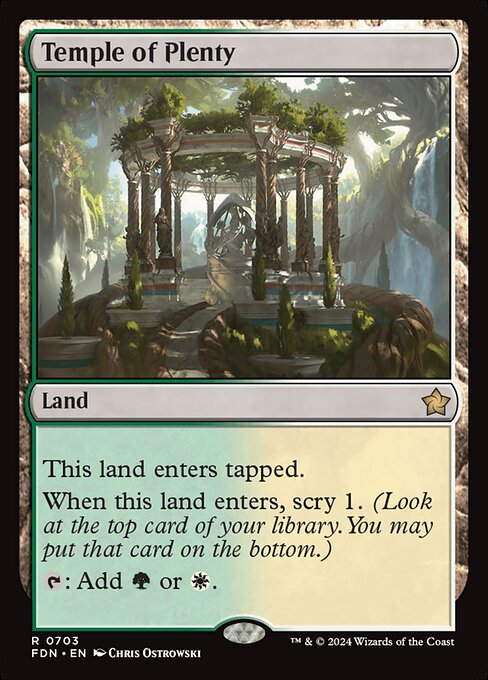 Temple of Plenty
Land
This land enters tapped.
When this land enters, scry 1. (Look
at the top card of your library. You may
put that card on the bottom.)
: Add or .
R 0703
FDN • EN Chris Ostrowski
™ & © 2024 Wizards of the Coast